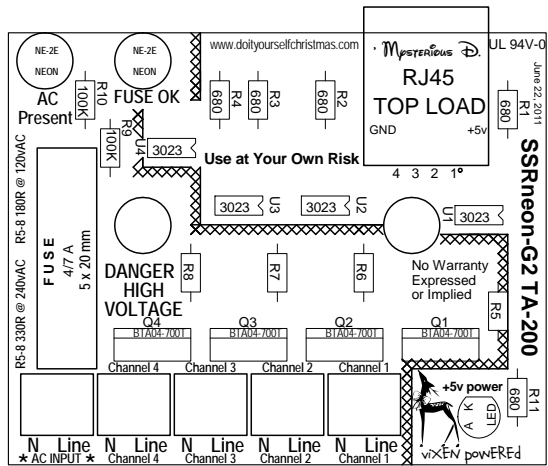 NE-2E
NEON
NE-2E
NEON
www.doityourselfchristmas.com
Mysterious D.
UL 94V-0
June 22, 2011
RJ45
TOP LOAD
GND
+5v
4 3 2 1°
AC
Present
FUSE OK
R10
100K
R9
100K
680
R4
680
R3
680
R2
680
R1
U4
3023
Use at Your Own Risk
3023
U3
3023
U2
U1
3023
SSRneon-G2 TA-200
R5-8 180R @ 120vAC
R5-8 330R @ 240vAC
FUSE
4/7 A
5 x 20 mm
DANGER
HIGH
VOLTAGE
R8
R7
R6
No Warranty
Expressed
or Implied
R5
Q4
BTA04-700T
Q3
BTA04-700T
Q2
BTA04-700T
Q1
BTA04-700T
Channel 4
Channel 3
Channel 2
Channel 1
+5v power
A K
LED
680
R11
viXEN powEREd
N Line
N Line
N Line
N Line
N Line
* AC INPUT *
Channel 4
Channel 3
Channel 2
Channel 1